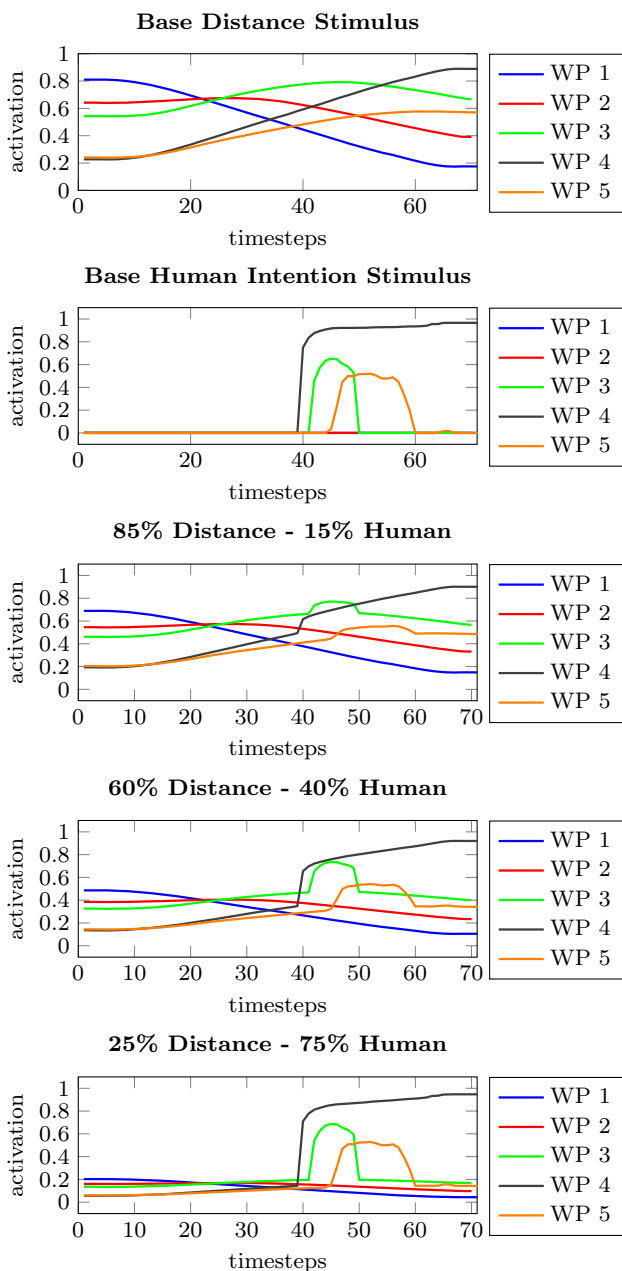 Base Distance Stimulus
1
0.8
0.6
0.4
0.2
0
activation
0 20 40 60
timesteps
WP 1
WP 2
WP 3
WP 4
WP 5
Base Human Intention Stimulus
1
0.8
0.6
0.4
0.2
0
activation
0 20 40 60
timesteps
WP 1
WP 2
WP 3
WP 4
WP 5
85% Distance - 15% Human
1
0.8
0.6
0.4
0.2
0
activation
0 10 20 30 40 50 60 70
timesteps
WP 1
WP 2
WP 3
WP 4
WP 5
60% Distance - 40% Human
1
0.8
0.6
0.4
0.2
0
activation
0 10 20 30 40 50 60 70
timesteps
WP 1
WP 2
WP 3
WP 4
WP 5
25% Distance - 75% Human
1
0.8
0.6
0.4
0.2
0
activation
0 10 20 30 40 50 60 70
timesteps
WP 1
WP 2
WP 3
WP 4
WP 5